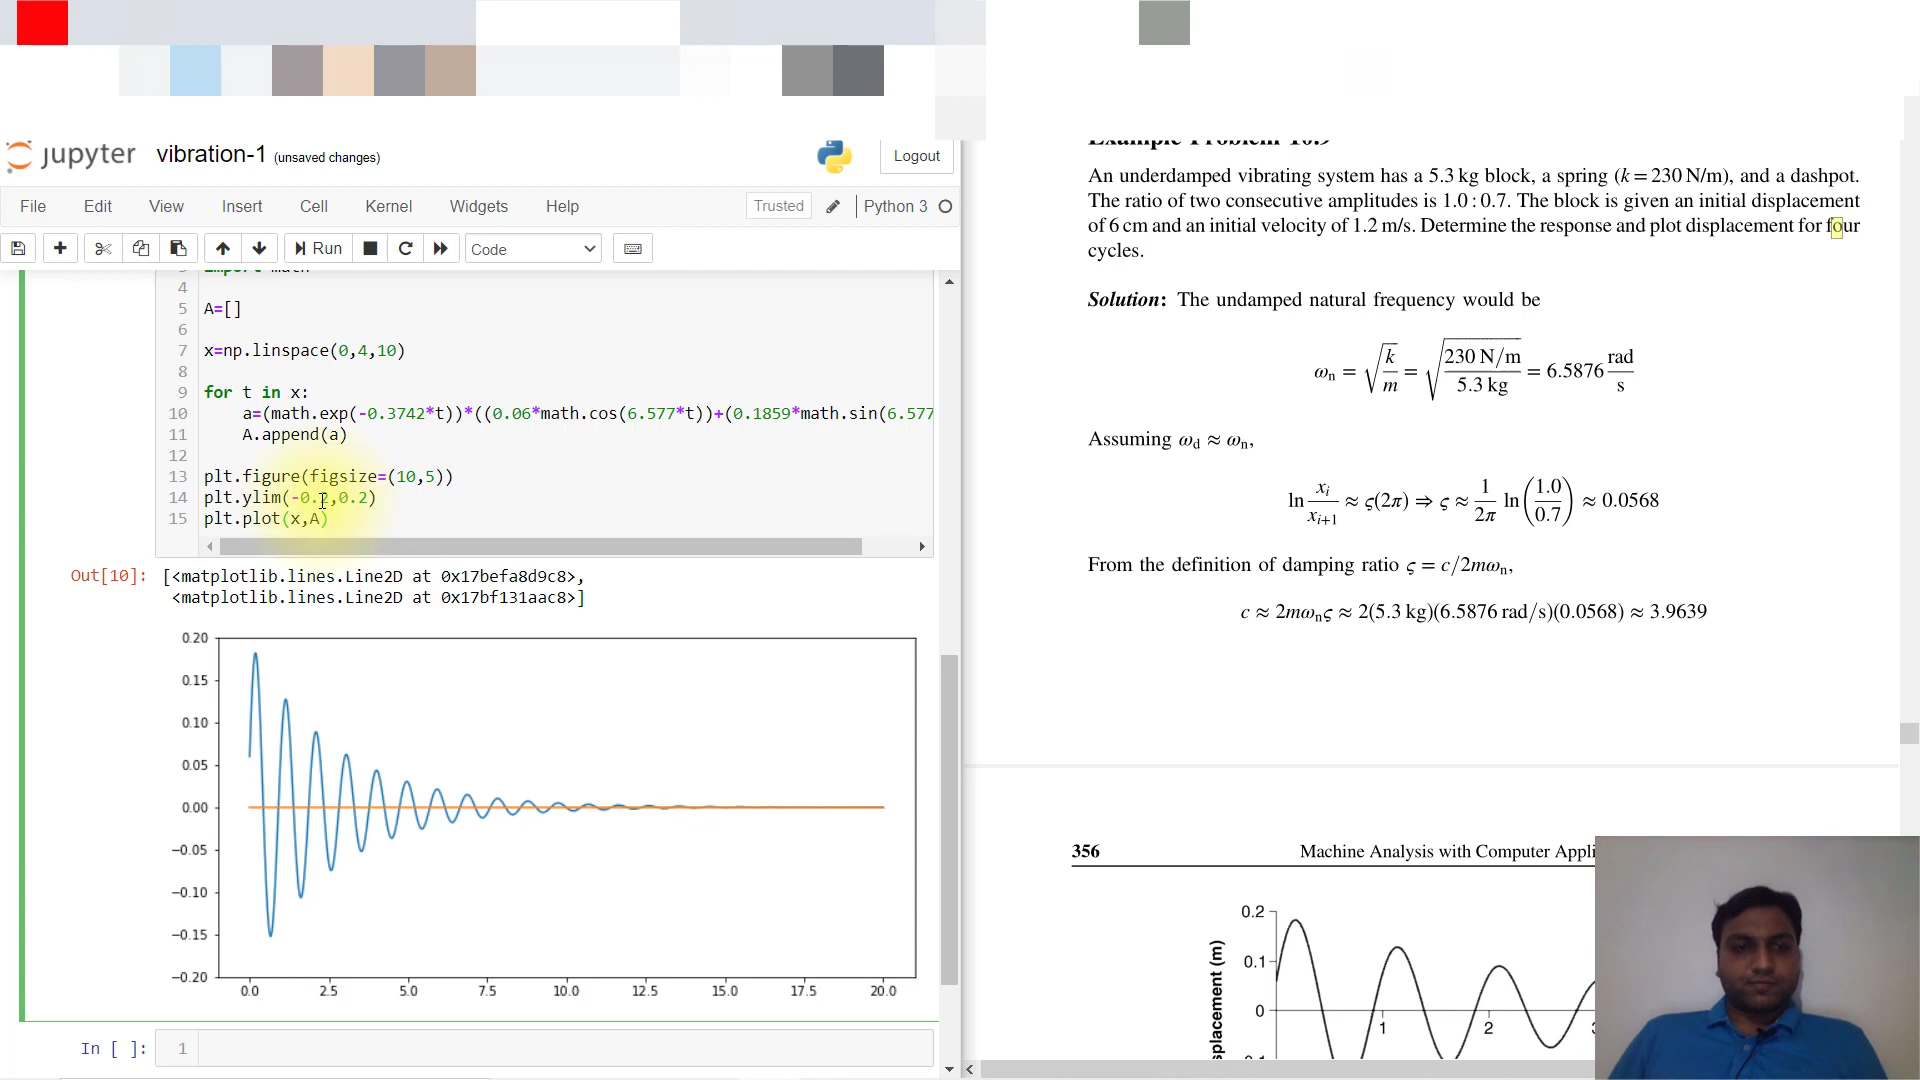 jupyter vibration-1 (unsaved changes)
Logout
File Edit View Insert Cell Kernel Widgets Help Trusted Python 3
Run Code
4
5 A=[]
6
7 x=np.linspace(0,4,10)
8
9 for t in x:
10 a=(math.exp(-0.3742*t))*((0.06*math.cos(6.577*t))+(0.1859*math.sin(6.577
11 A.append(a)
12
13 plt.figure(figsize=(10,5))
14 plt.ylim(-0.2,0.2)
15 plt.plot(x,A)
Out[10]: [<matplotlib.lines.Line2D at 0x17befa8d9c8>,
<matplotlib.lines.Line2D at 0x17bf131aac8>]
0.20
0.15
0.10
0.05
0.00
−0.05
−0.10
−0.15
−0.20
0.0 2.5 5.0 7.5 10.0 12.5 15.0 17.5 20.0
In [ ]: 1
Example Problem 10.9
An underdamped vibrating system has a 5.3 kg block, a spring (k = 230 N/m), and a dashpot.
The ratio of two consecutive amplitudes is 1.0 : 0.7. The block is given an initial displacement
of 6 cm and an initial velocity of 1.2 m/s. Determine the response and plot displacement for four
cycles.
Solution: The undamped natural frequency would be
ωn = √(k/m) = √(230 N/m / 5.3 kg) = 6.5876 rad/s
Assuming ωd ≈ ωn,
ln xi/xi+1 ≈ ς(2π) ⇒ ς ≈ 1/2π ln(1.0/0.7) ≈ 0.0568
From the definition of damping ratio ς = c/2mωn,
c ≈ 2mωnς ≈ 2(5.3 kg)(6.5876 rad/s)(0.0568) ≈ 3.9639
356 Machine Analysis with Computer Appli
0.2
0.1
0
1 2
splacement (m)